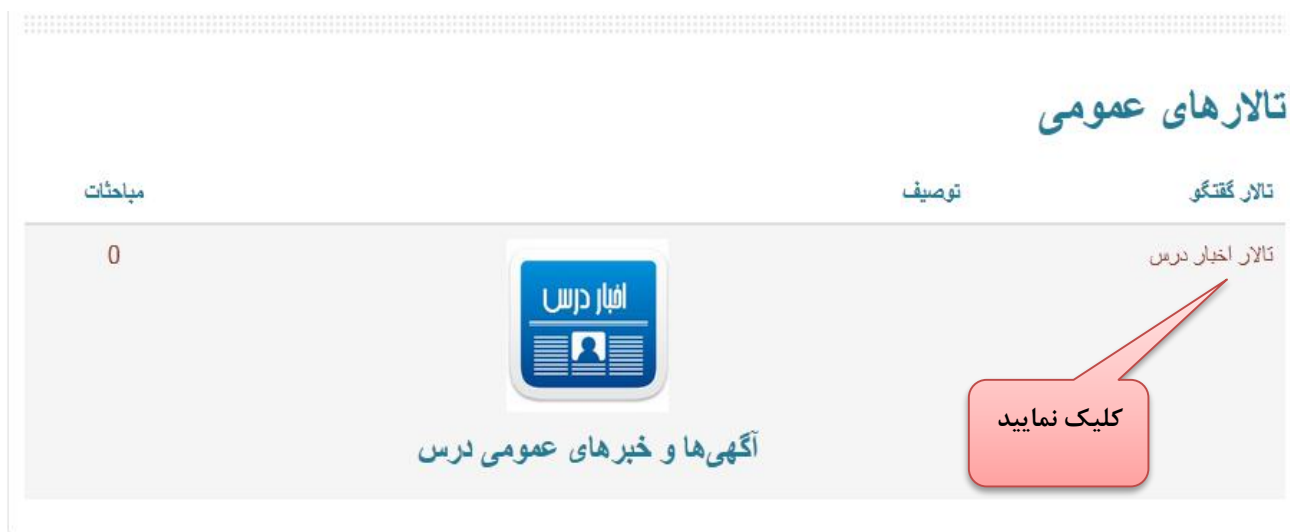 تالارهای عمومی
تالار گفتگو توصیف مباحثات
تالار اخبار درس 0
اخبار درس
کلیک نمایید
آگهی‌ها و خبرهای عمومی درس